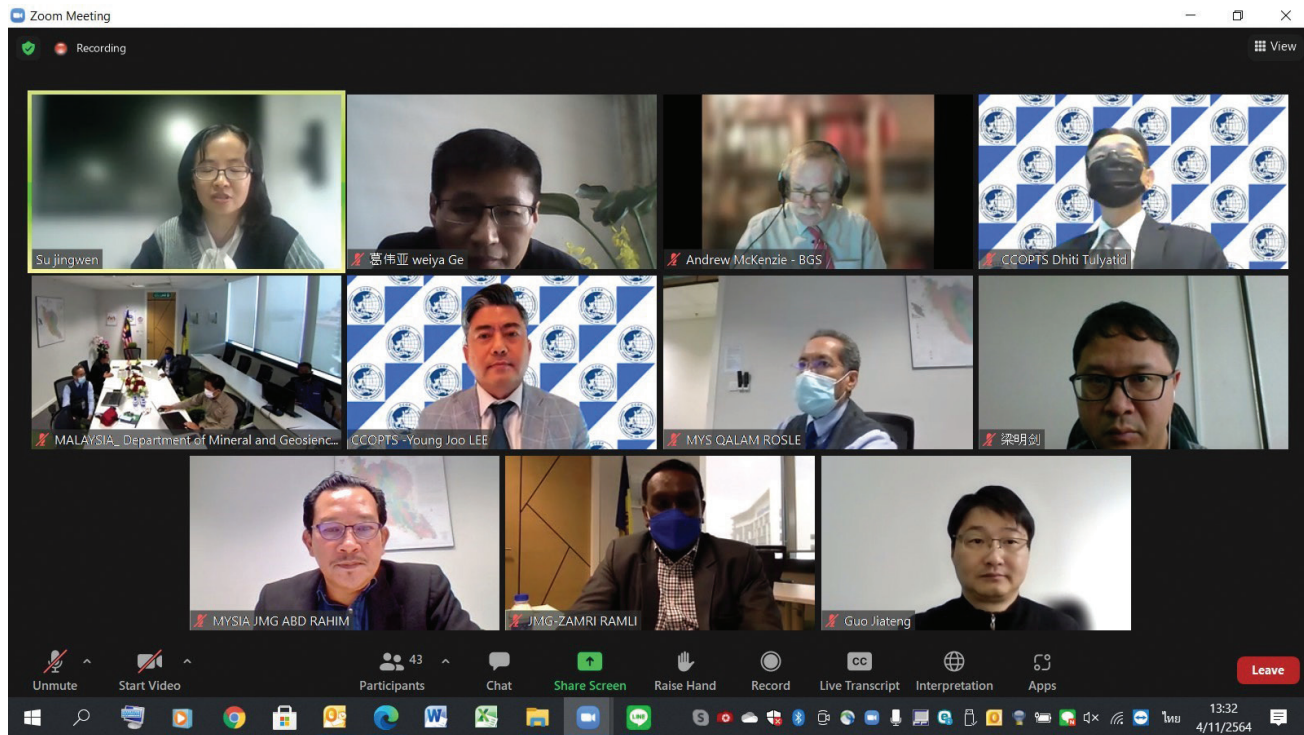 Zoom Meeting
Recording
View
Su jingwen
葛伟亚 weiya Ge
Andrew McKenzie - BGS
CCOPTS Dhiti Tulyatid
MALAYSIA_ Department of Mineral and Geosienc...
CCOPTS -Young Joo LEE
MYS QALAM ROSLE
梁明剑
MYSIA JMG ABD RAHIM
JMG-ZAMRI RAMLI
Guo Jiateng
43
Unmute
Start Video
Participants
Chat
Share Screen
Raise Hand
Record
CC
Live Transcript
Interpretation
Apps
Leave
LINE
ไทย
13:32
4/11/2564